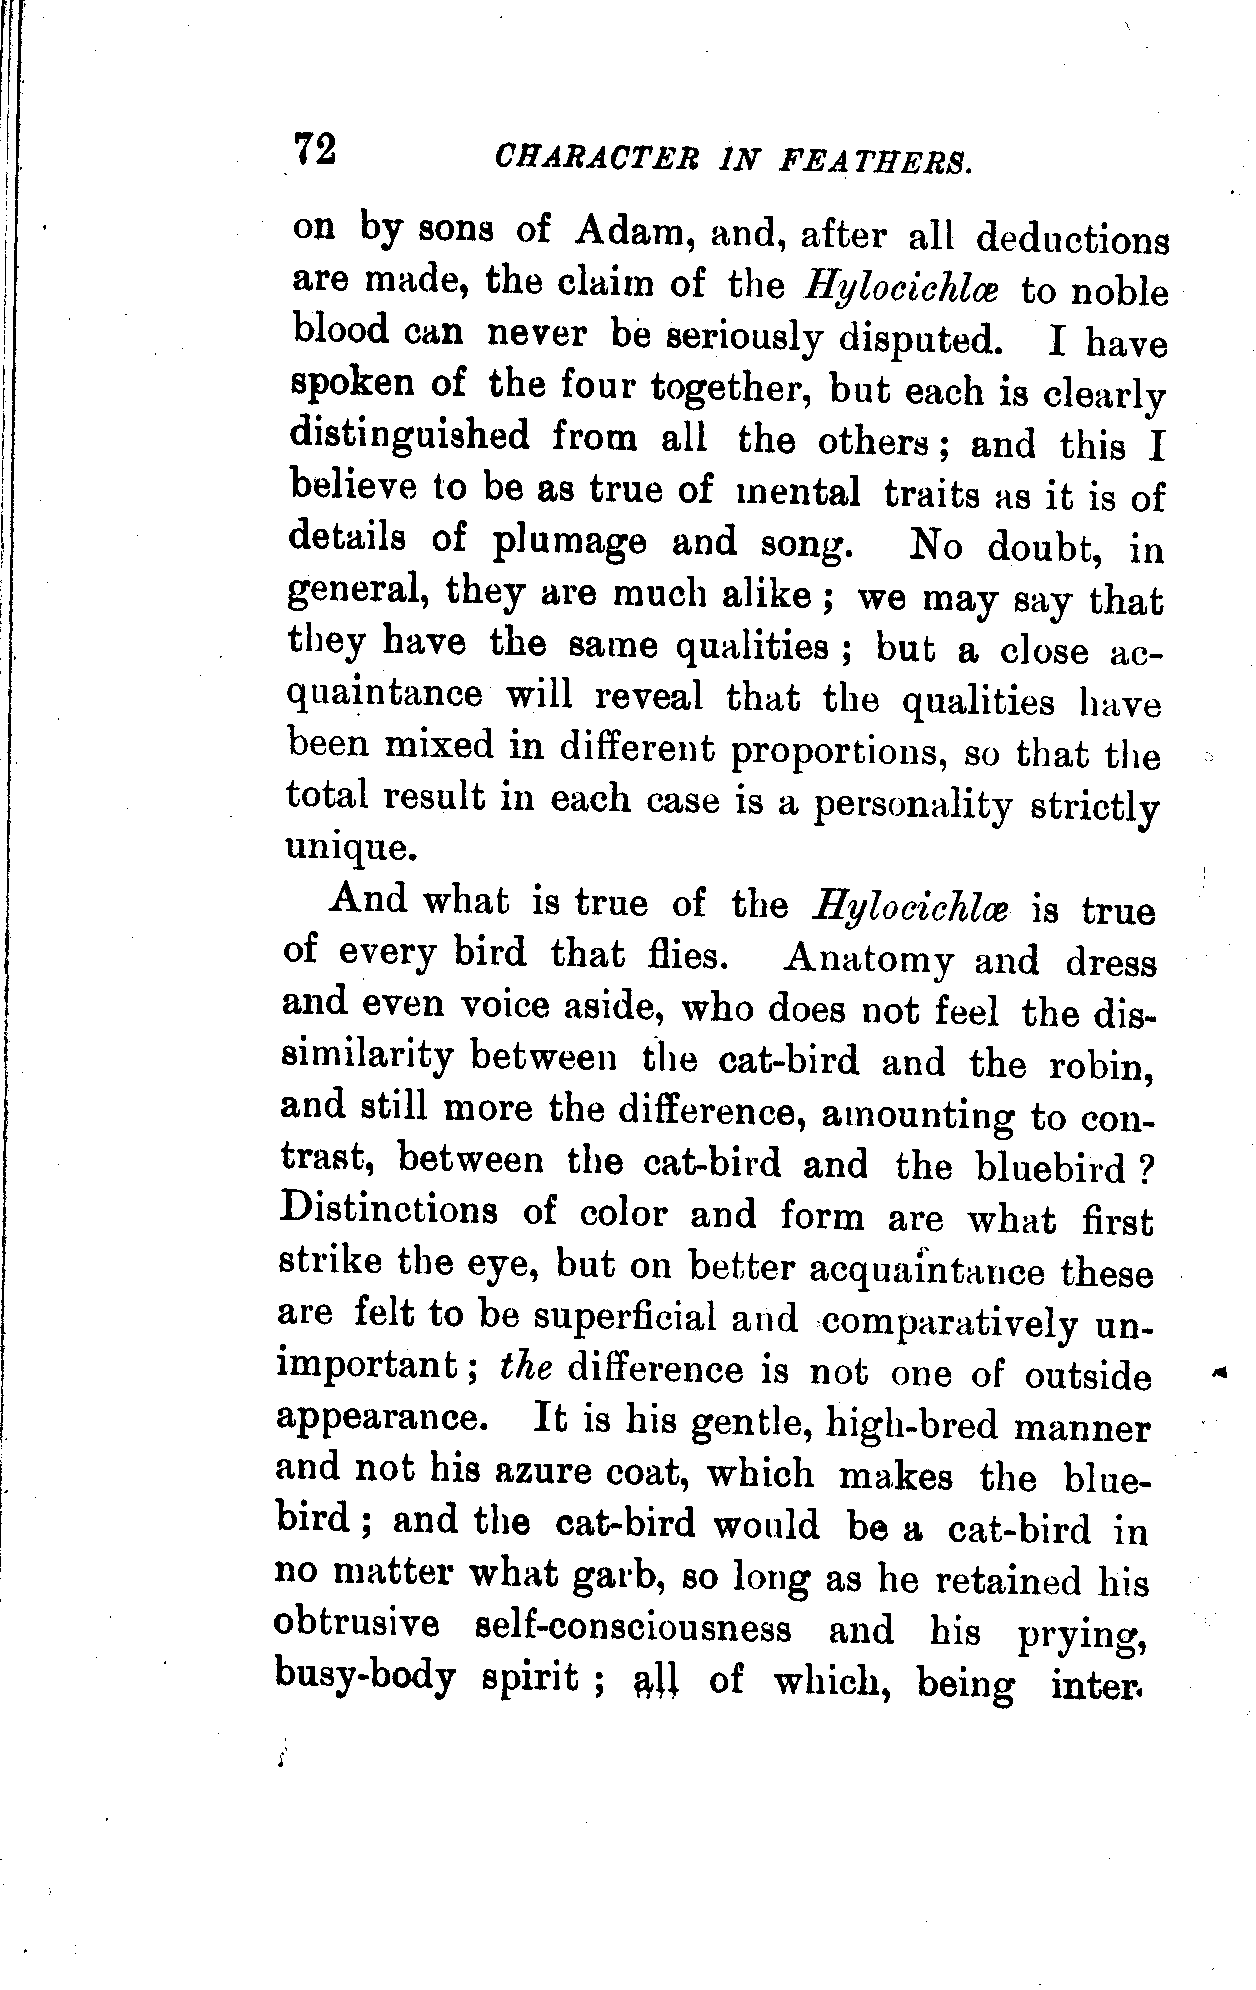 72 CHARACTER IN FEATHERS.
on by sons of Adam, and, after all deductions
are made, the claim of the Hylocichlœ to noble
blood can never be seriously disputed. I have
spoken of the four together, but each is clearly
distinguished from all the others; and this I
believe to be as true of mental traits as it is of
details of plumage and song. No doubt, in
general, they are much alike; we may say that
they have the same qualities; but a close ac-
quaintance will reveal that the qualities have
been mixed in different proportions, so that the
total result in each case is a personality strictly
unique.
And what is true of the Hylocichlœ is true
of every bird that flies. Anatomy and dress
and even voice aside, who does not feel the dis-
similarity between the cat-bird and the robin,
and still more the difference, amounting to con-
trast, between the cat-bird and the bluebird?
Distinctions of color and form are what first
strike the eye, but on better acquaintance these
are felt to be superficial and comparatively un-
important; the difference is not one of outside
appearance. It is his gentle, high-bred manner
and not his azure coat, which makes the blue-
bird; and the cat-bird would be a cat-bird in
no matter what garb, so long as he retained his
obtrusive self-consciousness and his prying,
busy-body spirit; all of which, being inter-